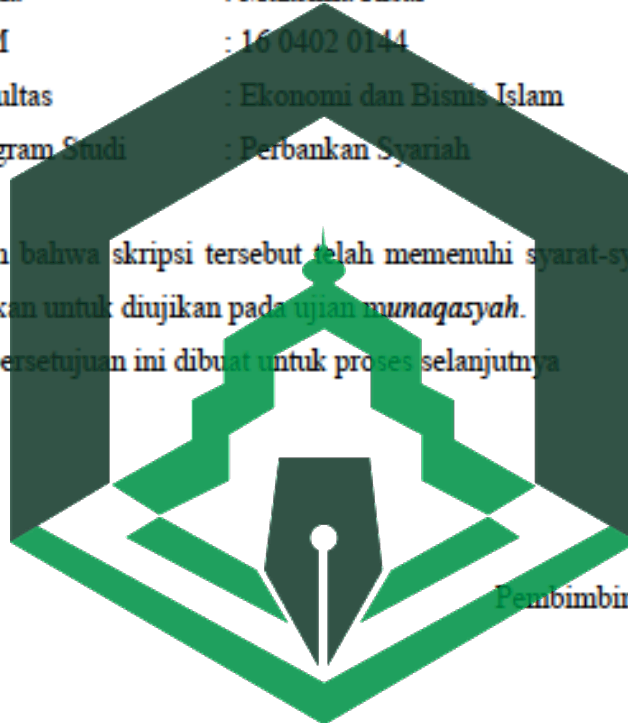 : 16 0402 0144
ultas : Ekonomi dan Bisnis Islam
gram Studi : Perbankan Syariah
bahwa skripsi tersebut telah memenuhi syarat-sy
kan untuk diujikan pada ujian munaqasyah.
ersetujuan ini dibuat untuk proses selanjutnya
Pembimbin